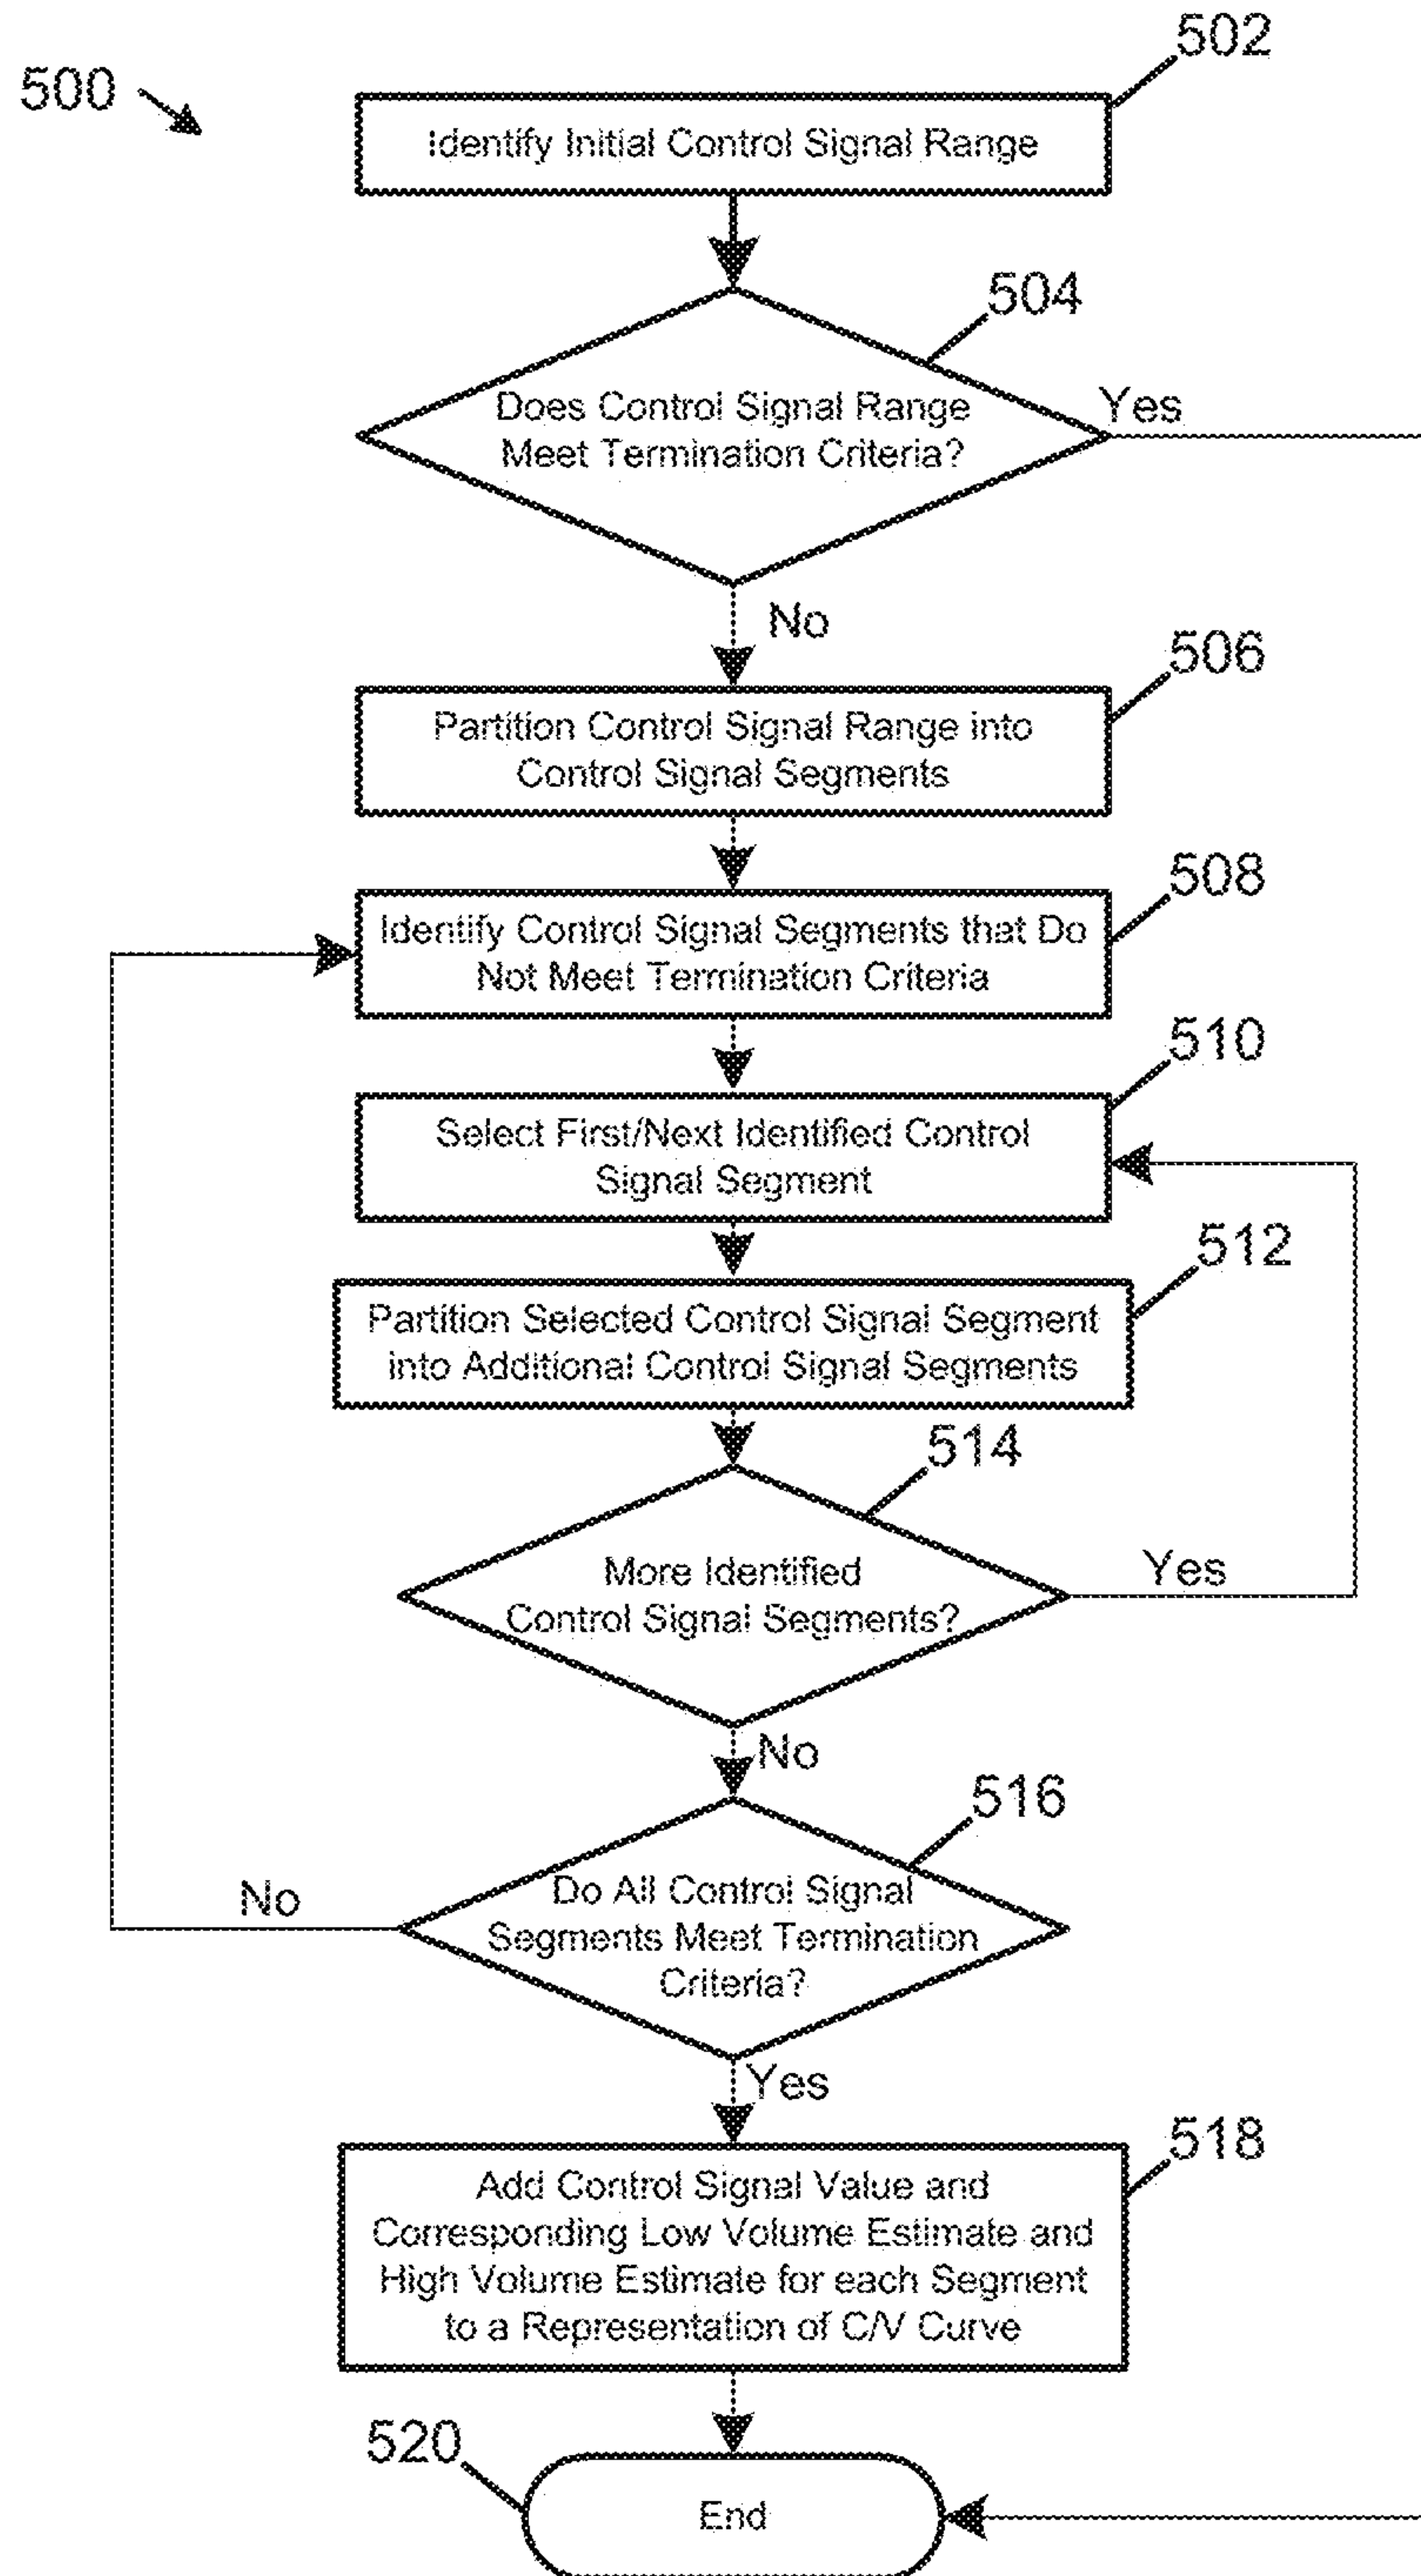 500
502
Identify Initial Control Signal Range
504
Does Control Signal Range
Meet Termination Criteria?
Yes
No
506
Partition Control Signal Range into
Control Signal Segments
508
Identify Control Signal Segments that Do
Not Meet Termination Criteria
510
Select First/Next Identified Control
Signal Segment
512
Partition Selected Control Signal Segment
into Additional Control Signal Segments
514
More Identified
Control Signal Segments?
Yes
No
516
Do All Control Signal
Segments Meet Termination
Criteria?
No
Yes
518
Add Control Signal Value and
Corresponding Low Volume Estimate and
High Volume Estimate for each Segment
to a Representation of C/V Curve
520
End